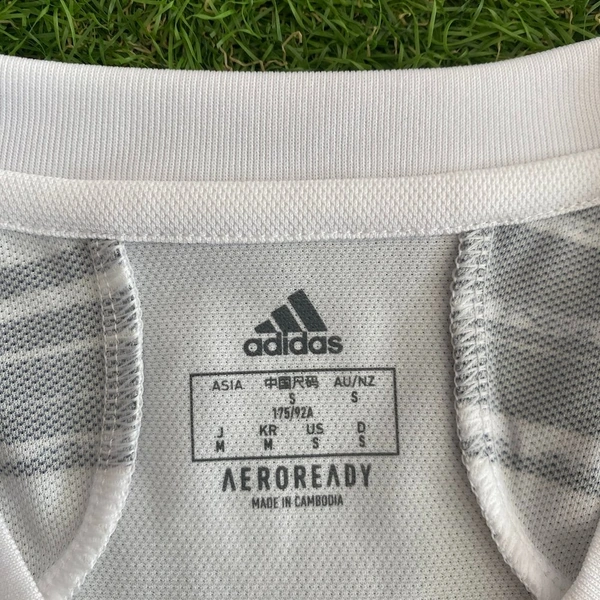 adidas
ASIA 中国尺码 AU/NZ
S S
175/92A
J KR US D
M M S S
AEROREADY
MADE IN CAMBODIA